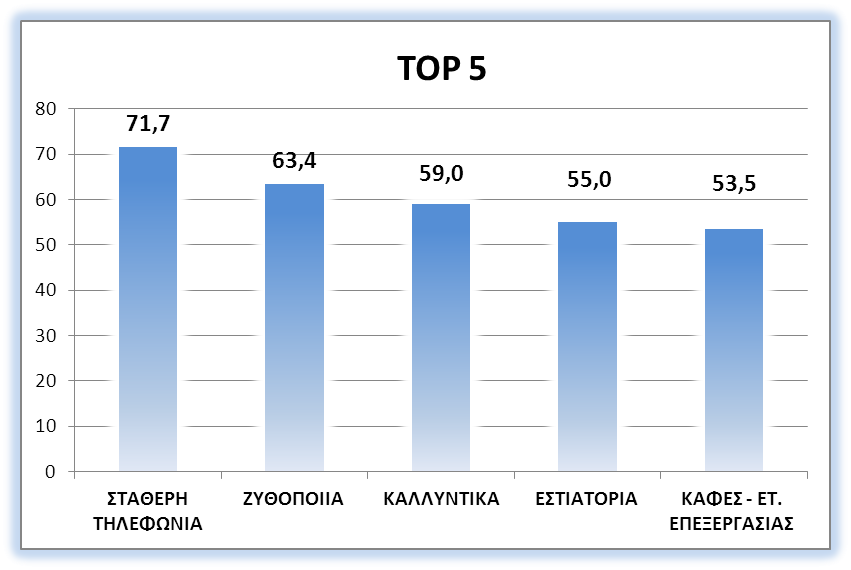 TOP 5
80
70
60
50
40
30
20
10
0
71,7
63,4
59,0
55,0
53,5
ΣΤΑΘΕΡΗ
ΤΗΛΕΦΩΝΙΑ
ΖΥΘΟΠΟΙΙΑ
ΚΑΛΛΥΝΤΙΚΑ
ΕΣΤΙΑΤΟΡΙΑ
ΚΑΦΕΣ - ΕΤ.
ΕΠΕΞΕΡΓΑΣΙΑΣ